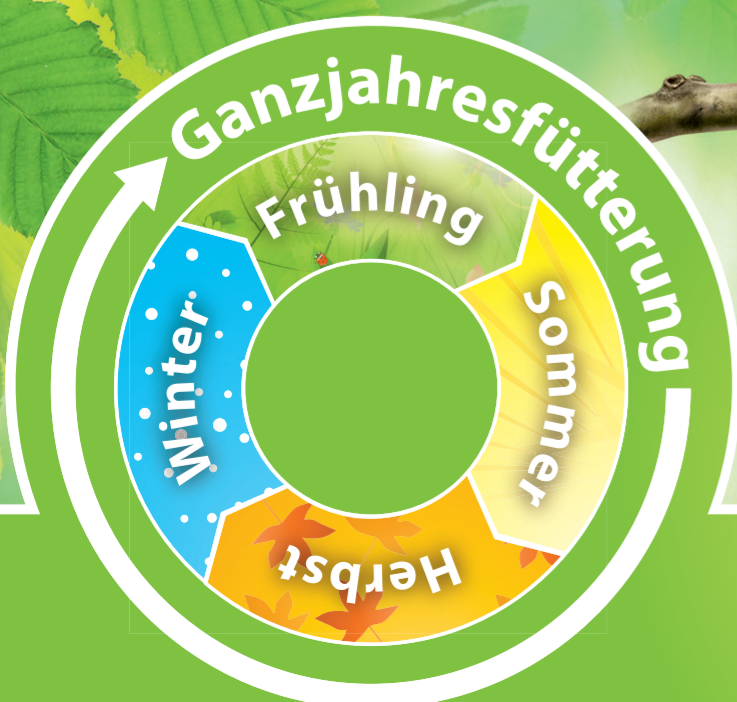 Ganzjahresfütterung
Frühling
Sommer
Herbst
Winter